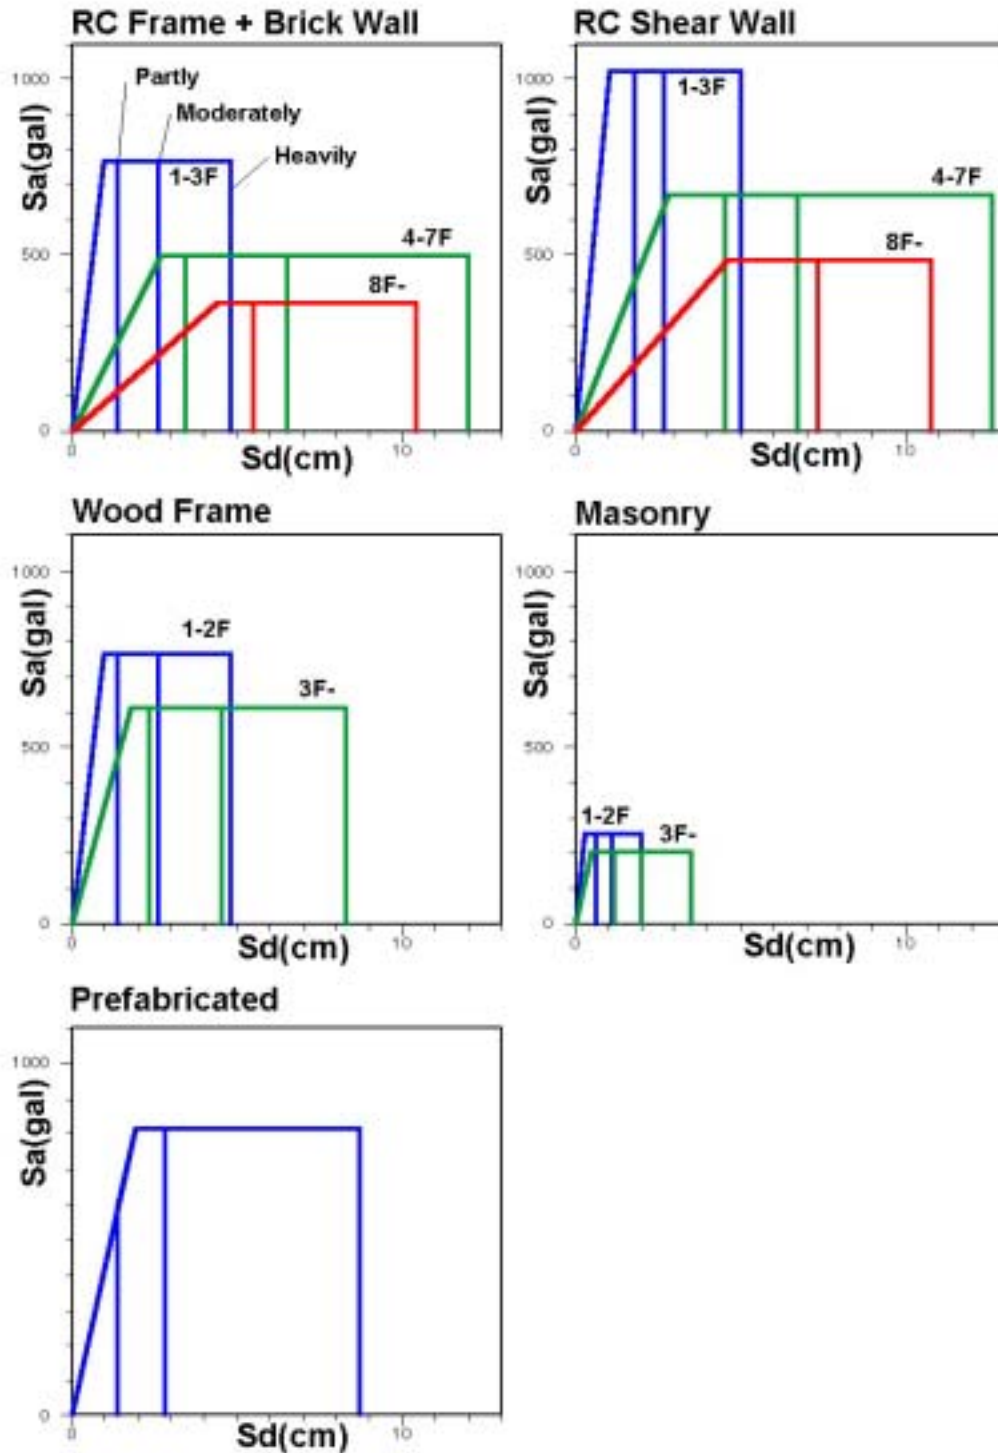 RC Frame + Brick Wall
1000
500
0
Sa(gal)
Partly
Moderately
Heavily
1-3F
4-7F
8F-
0
10
Sd(cm)
RC Shear Wall
1000
500
0
Sa(gal)
1-3F
4-7F
8F-
0
10
Sd(cm)
Wood Frame
1000
500
0
Sa(gal)
1-2F
3F-
0
10
Sd(cm)
Masonry
1000
500
0
Sa(gal)
1-2F
3F-
0
10
Sd(cm)
Prefabricated
1000
0
Sa(gal)
0
10
Sd(cm)